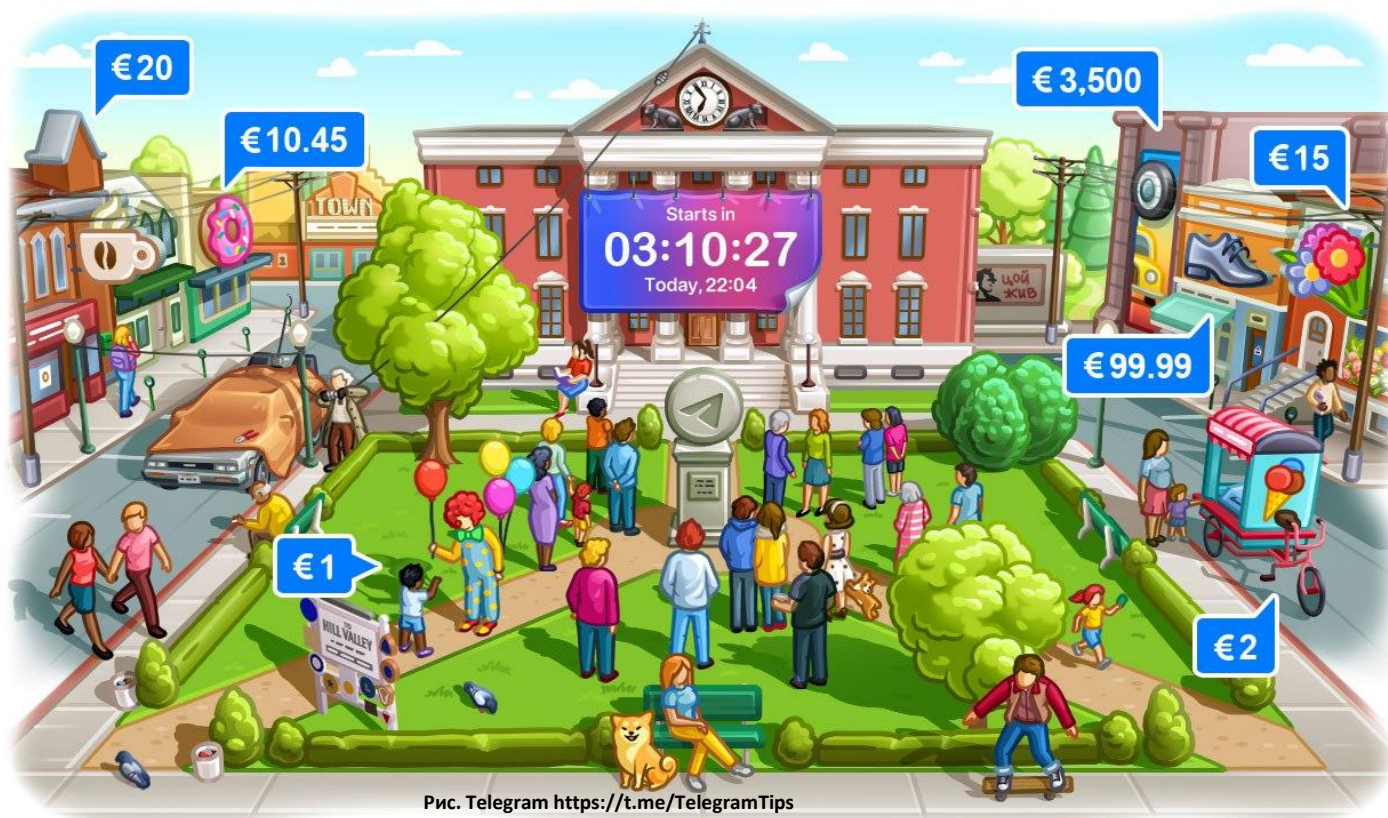 € 20
€ 10.45
€ 3,500
€ 15
TOWN
Starts in
03:10:27
Today, 22:04
ЦОЙ
ЖИВ
€ 99.99
€ 1
TO
HILL VALLEY
€ 2
Рис. Telegram https://t.me/TelegramTips